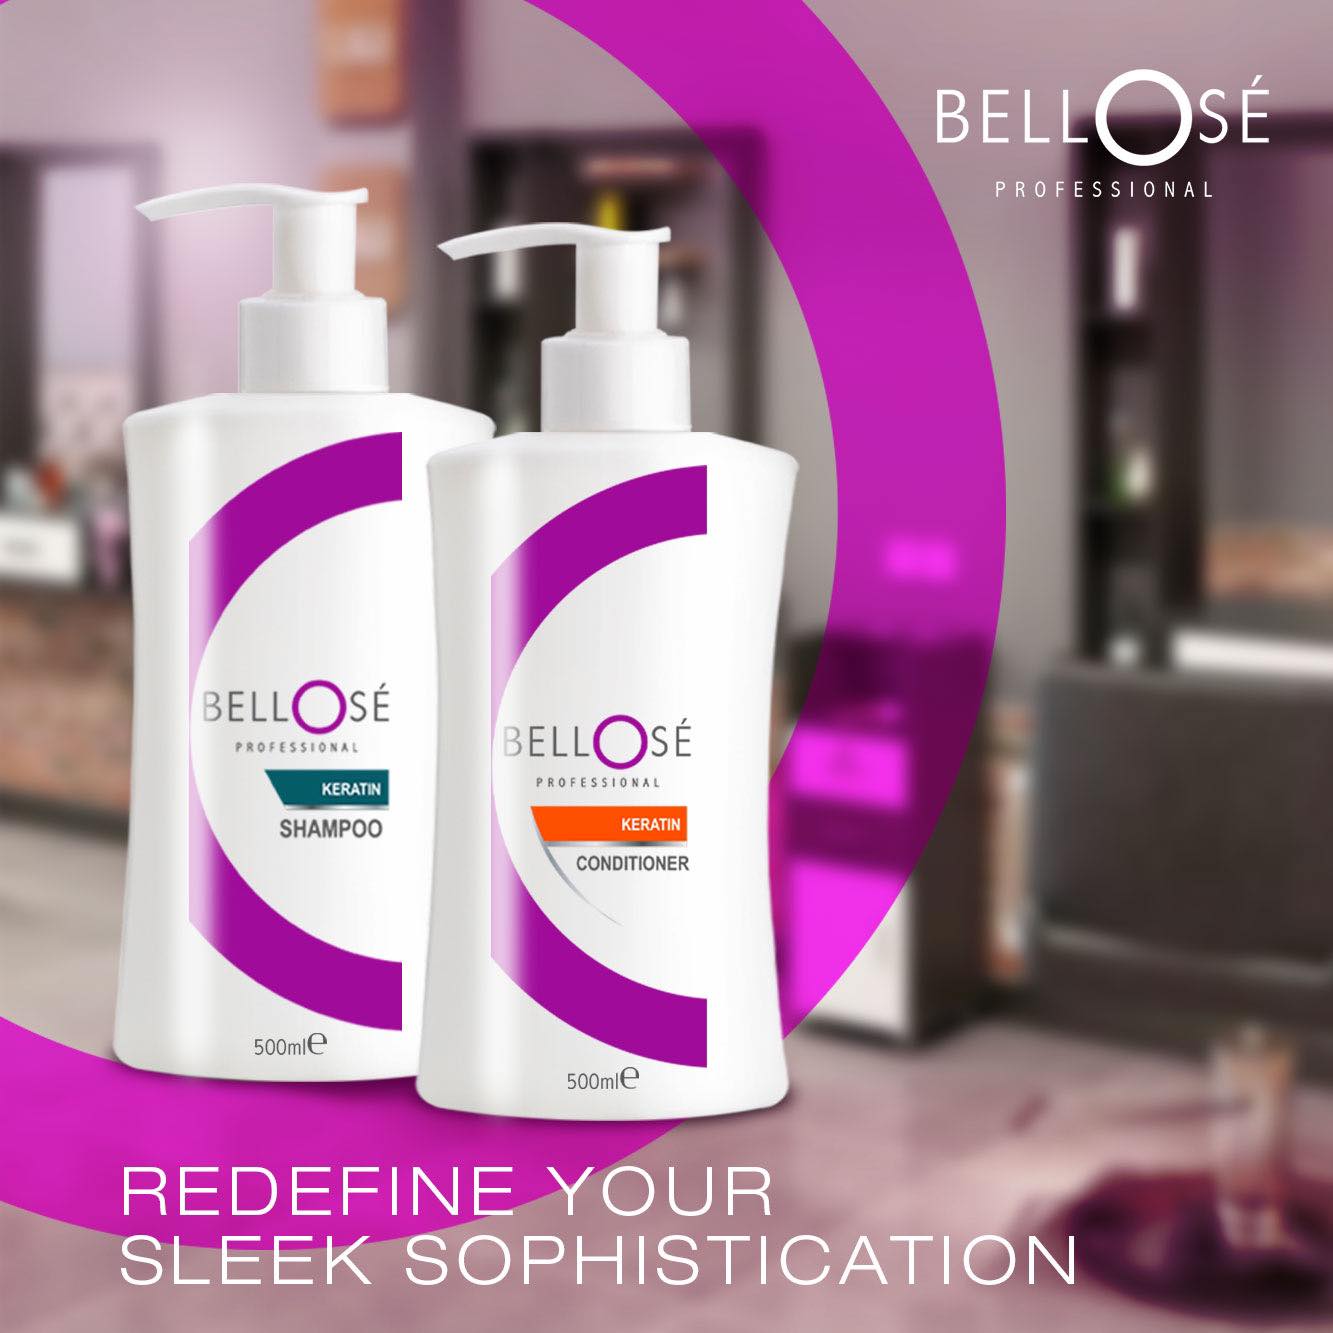 BELLOSÉ
PROFESSIONAL
BELLOSÉ
PROFESSIONAL
KERATIN
SHAMPOO
500ml℮
BELLOSÉ
PROFESSIONAL
KERATIN
CONDITIONER
500ml℮
REDEFINE YOUR
SLEEK SOPHISTICATION